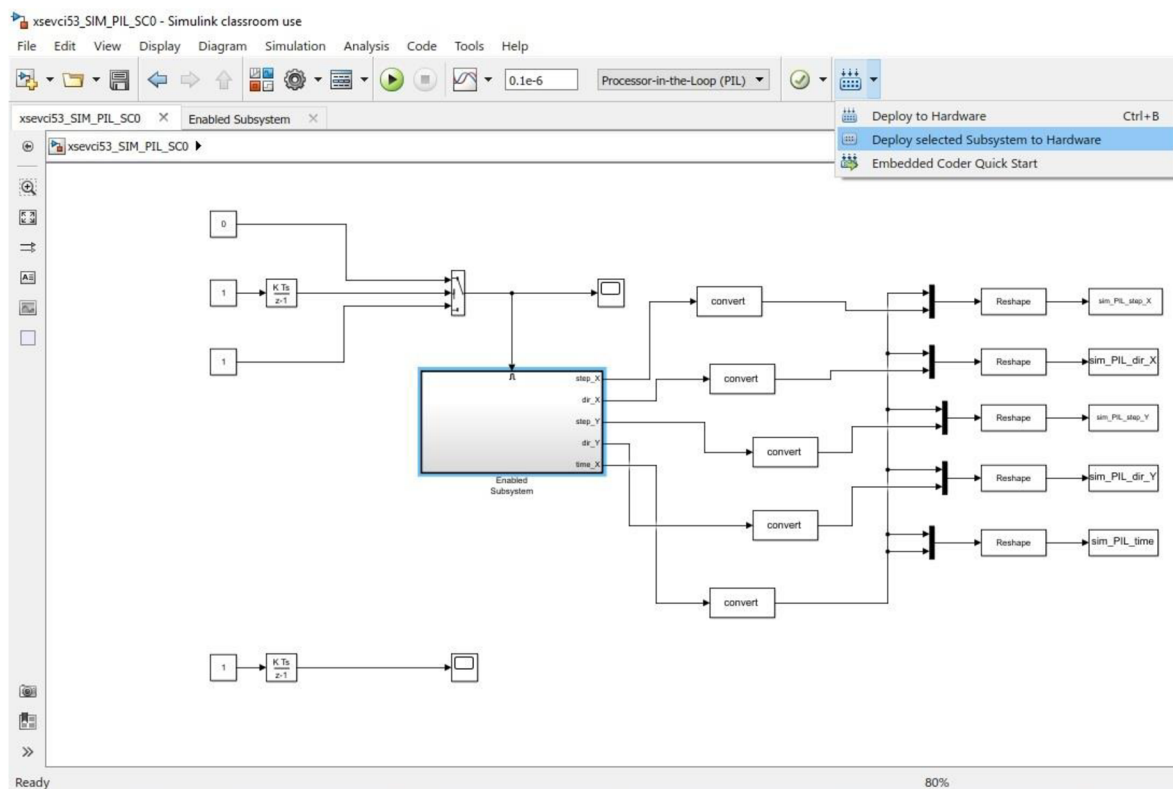 xsevci53_SIM_PIL_SC0 - Simulink classroom use
File Edit View Display Diagram Simulation Analysis Code Tools Help
0.1e-6 Processor-in-the-Loop (PIL)
xsevci53_SIM_PIL_SC0 Enabled Subsystem
Deploy to Hardware Ctrl+B
Deploy selected Subsystem to Hardware
Embedded Coder Quick Start
xsevci53_SIM_PIL_SC0
0
1 K Ts
z-1
convert Reshape sim_PIL_step_X
1
step_X convert Reshape sim_PIL_dir_X
dir_X
step_Y convert Reshape sim_PIL_step_Y
dir_Y
time_X
Enabled
Subsystem
convert Reshape sim_PIL_dir_Y
convert Reshape sim_PIL_time
1 K Ts
z-1
Ready 80%